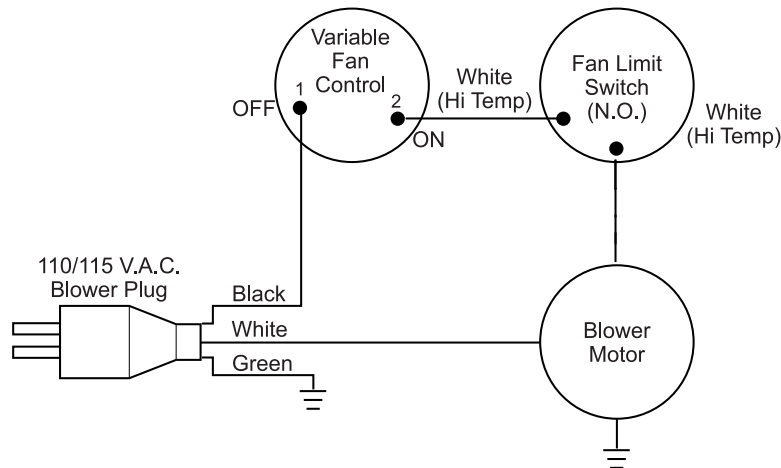 Variable
Fan
Control
1
2
OFF
ON
White
(Hi Temp)
Fan Limit
Switch
(N.O.)
White
(Hi Temp)
110/115 V.A.C.
Blower Plug
Black
White
Green
Blower
Motor